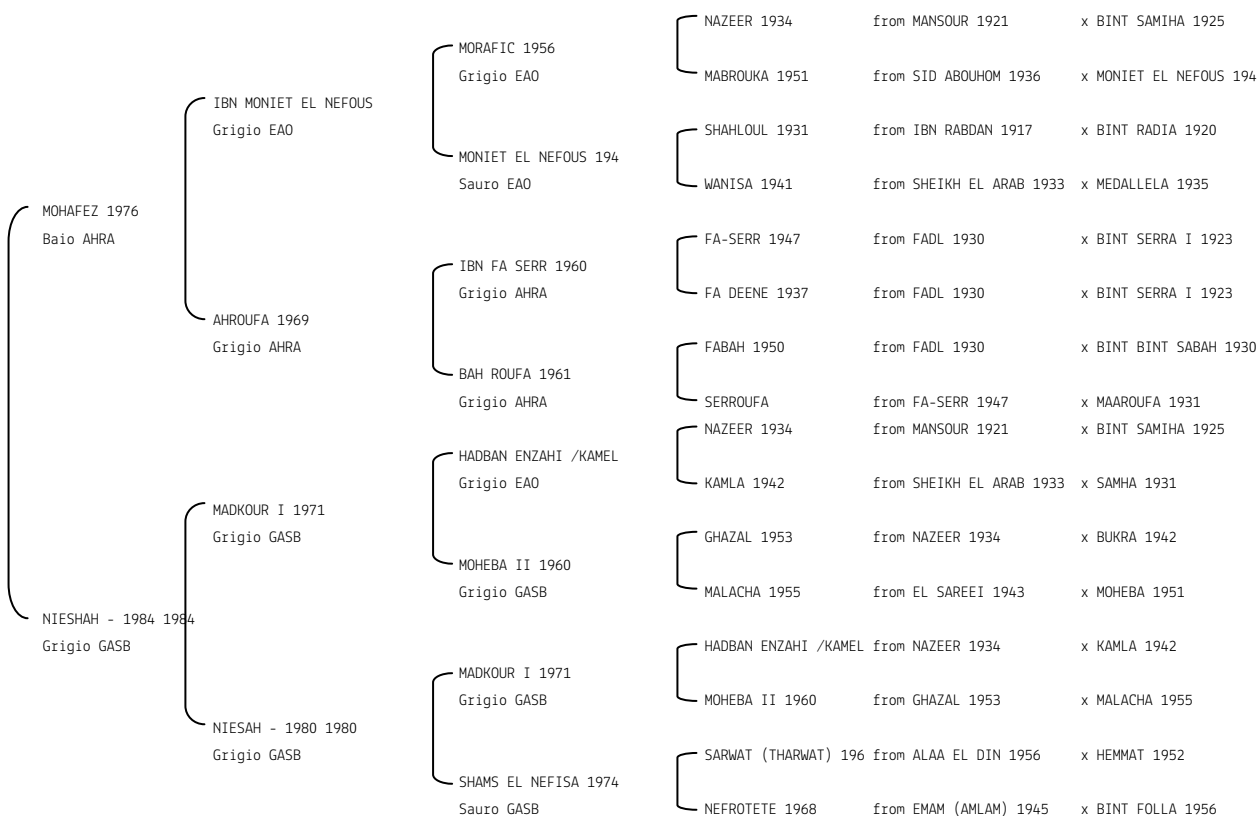 NAZEER 1934 from MANSOUR 1921 x BINT SAMIHA 1925
MORAFIC 1956
Grigio EAO
MABROUKA 1951 from SID ABOUHOM 1936 x MONIET EL NEFOUS 194
IBN MONIET EL NEFOUS
Grigio EAO
SHAHLOUL 1931 from IBN RABDAN 1917 x BINT RADIA 1920
MONIET EL NEFOUS 194
Sauro EAO
WANISA 1941 from SHEIKH EL ARAB 1933 x MEDALLELA 1935
MOHAFEZ 1976
Baio AHRA
FA-SERR 1947 from FADL 1930 x BINT SERRA I 1923
IBN FA SERR 1960
Grigio AHRA
FA DEENE 1937 from FADL 1930 x BINT SERRA I 1923
AHROUFA 1969
Grigio AHRA
FABAH 1950 from FADL 1930 x BINT BINT SABAH 1930
BAH ROUFA 1961
Grigio AHRA
SERROUFA from FA-SERR 1947 x MAAROUFA 1931
NAZEER 1934 from MANSOUR 1921 x BINT SAMIHA 1925
HADBAN ENZAHI /KAMEL
Grigio EAO
KAMLA 1942 from SHEIKH EL ARAB 1933 x SAMHA 1931
MADKOUR I 1971
Grigio GASB
GHAZAL 1953 from NAZEER 1934 x BUKRA 1942
MOHEBA II 1960
Grigio GASB
MALACHA 1955 from EL SAREEI 1943 x MOHEBA 1951
NIESHAH - 1984 1984
Grigio GASB
HADBAN ENZAHI /KAMEL from NAZEER 1934 x KAMLA 1942
MADKOUR I 1971
Grigio GASB
MOHEBA II 1960 from GHAZAL 1953 x MALACHA 1955
NIESAH - 1980 1980
Grigio GASB
SARWAT (THARWAT) 196 from ALAA EL DIN 1956 x HEMMAT 1952
SHAMS EL NEFISA 1974
Sauro GASB
NEFROTETE 1968 from EMAM (AMLAM) 1945 x BINT FOLLA 1956